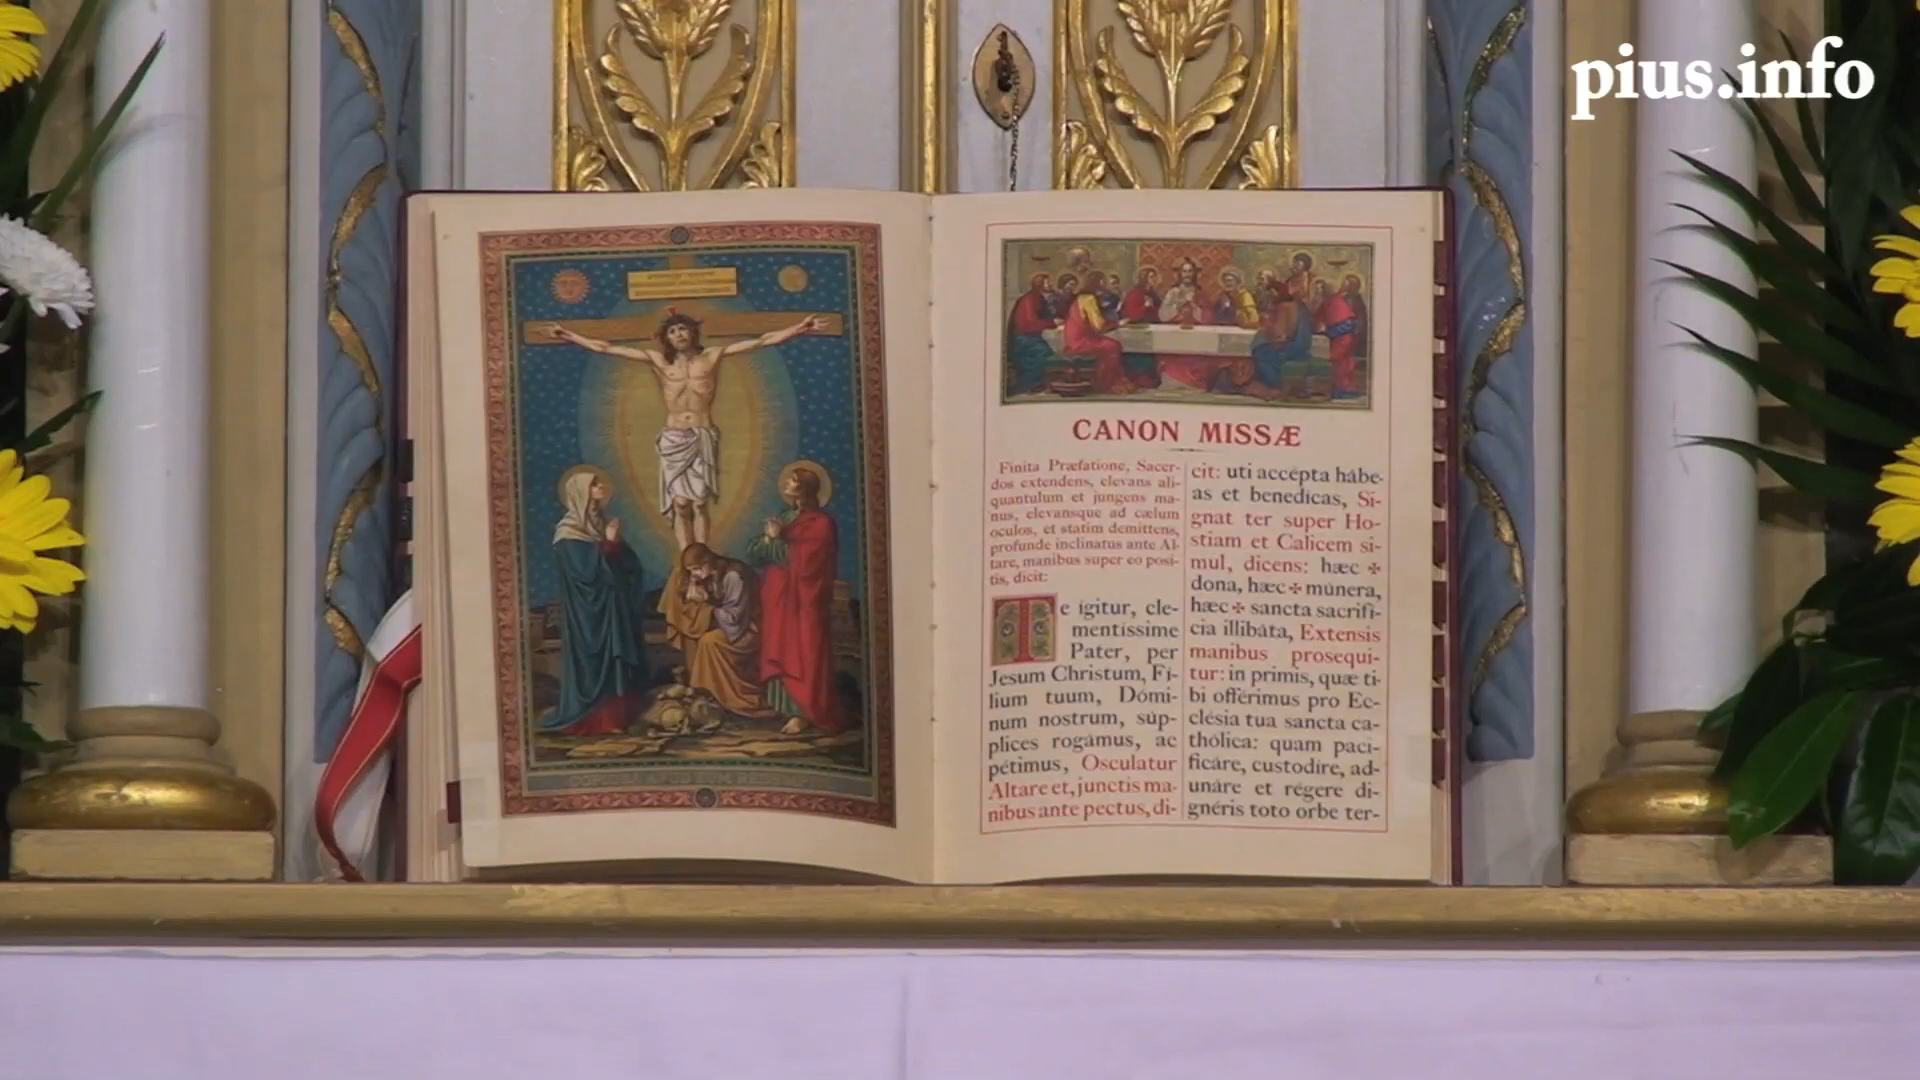 pius.info
CANON MISSÆ
Finita Præfatione, Sacer-
dos extendens, elevans ali-
quantulum et jungens ma-
nus, elevansque ad cælum
oculos, et statim demittens,
profunde inclinatus ante Al-
tare, manibus super eo posi-
tis, dicit:
Te igitur, cle-
mentíssime
Pater, per
Jesum Christum, Fí-
lium tuum, Dómi-
num nostrum, súp-
plices rogámus, ac
pétimus, Osculatur
Altare et, junctis ma-
nibus ante pectus, di-
cit: uti accépta hábe-
as et benedícas, Si-
gnat ter super Ho-
stiam et Calicem si-
mul, dicens: hæc ✠
dona, hæc ✠ múnera,
hæc ✠ sancta sacrifí-
cia illibáta, Extensis
manibus prosequi-
tur: in primis, quæ ti-
bi offérimus pro Ec-
clésia tua sancta ca-
thólica: quam paci-
ficáre, custodíre, ad-
unáre et régere di-
gnéris toto orbe ter-